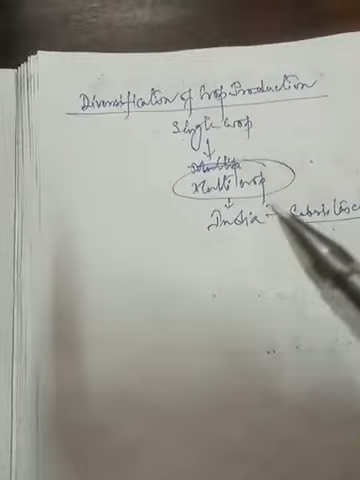 Diversification of Crop Production
Single crop
↓
Multi crop
↓
India -